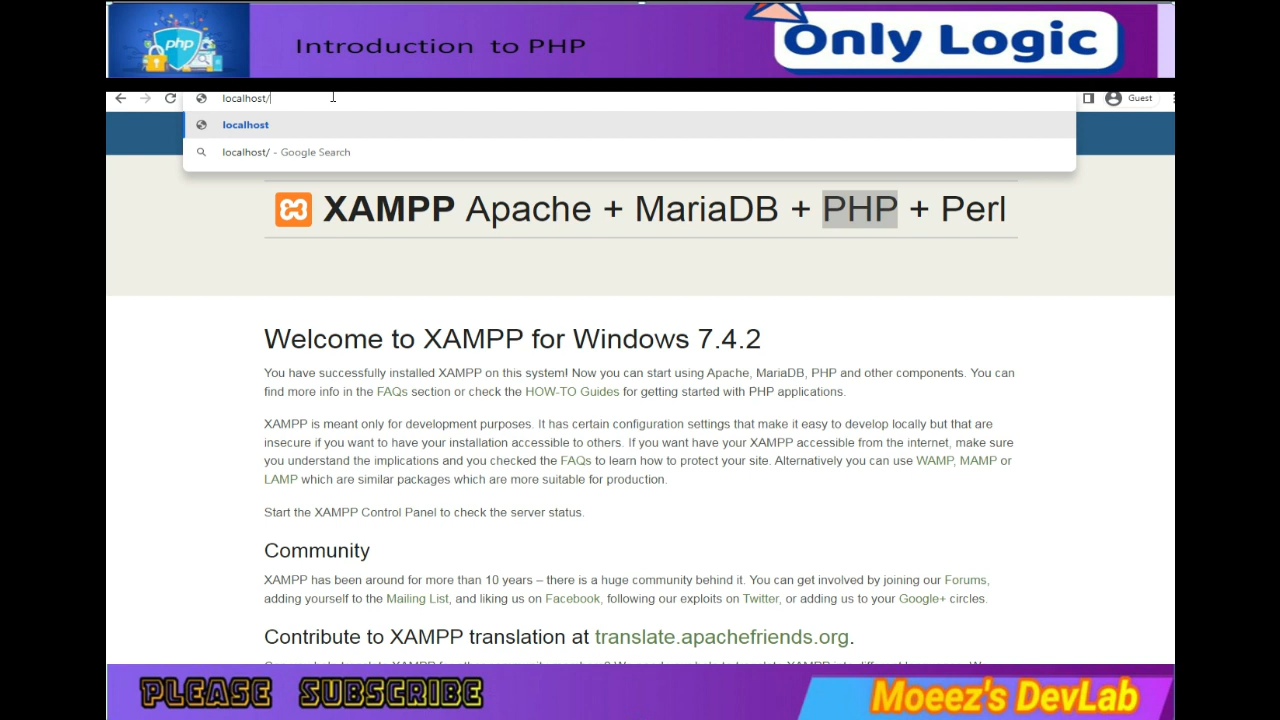 php
Introduction to PHP
Only Logic
localhost/
Guest
localhost
localhost/ - Google Search
XAMPP Apache + MariaDB + PHP + Perl
Welcome to XAMPP for Windows 7.4.2
You have successfully installed XAMPP on this system! Now you can start using Apache, MariaDB, PHP and other components. You can
find more info in the FAQs section or check the HOW-TO Guides for getting started with PHP applications.
XAMPP is meant only for development purposes. It has certain configuration settings that make it easy to develop locally but that are
insecure if you want to have your installation accessible to others. If you want have your XAMPP accessible from the internet, make sure
you understand the implications and you checked the FAQs to learn how to protect your site. Alternatively you can use WAMP, MAMP or
LAMP which are similar packages which are more suitable for production.
Start the XAMPP Control Panel to check the server status.
Community
XAMPP has been around for more than 10 years – there is a huge community behind it. You can get involved by joining our Forums,
adding yourself to the Mailing List, and liking us on Facebook, following our exploits on Twitter, or adding us to your Google+ circles.
Contribute to XAMPP translation at translate.apachefriends.org.
PLEASE SUBSCRIBE
Moeez's DevLab